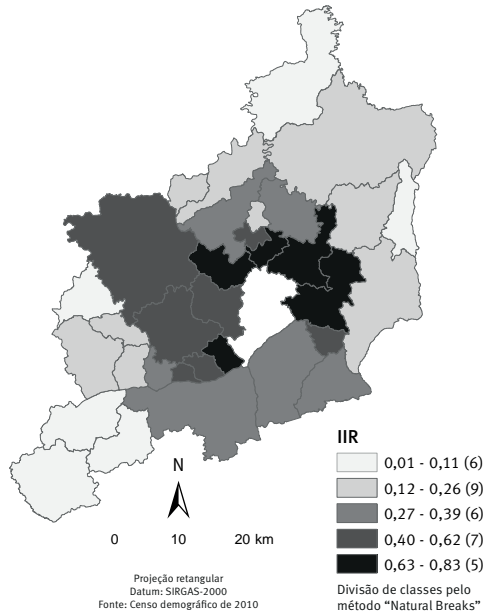 IIR
0,01 - 0,11 (6)
0,12 - 0,26 (9)
0,27 - 0,39 (6)
0,40 - 0,62 (7)
0,63 - 0,83 (5)
Divisão de classes pelo
método “Natural Breaks”
N
0 10 20 km
Projeção retangular
Datum: SIRGAS-2000
Fonte: Censo demográfico de 2010